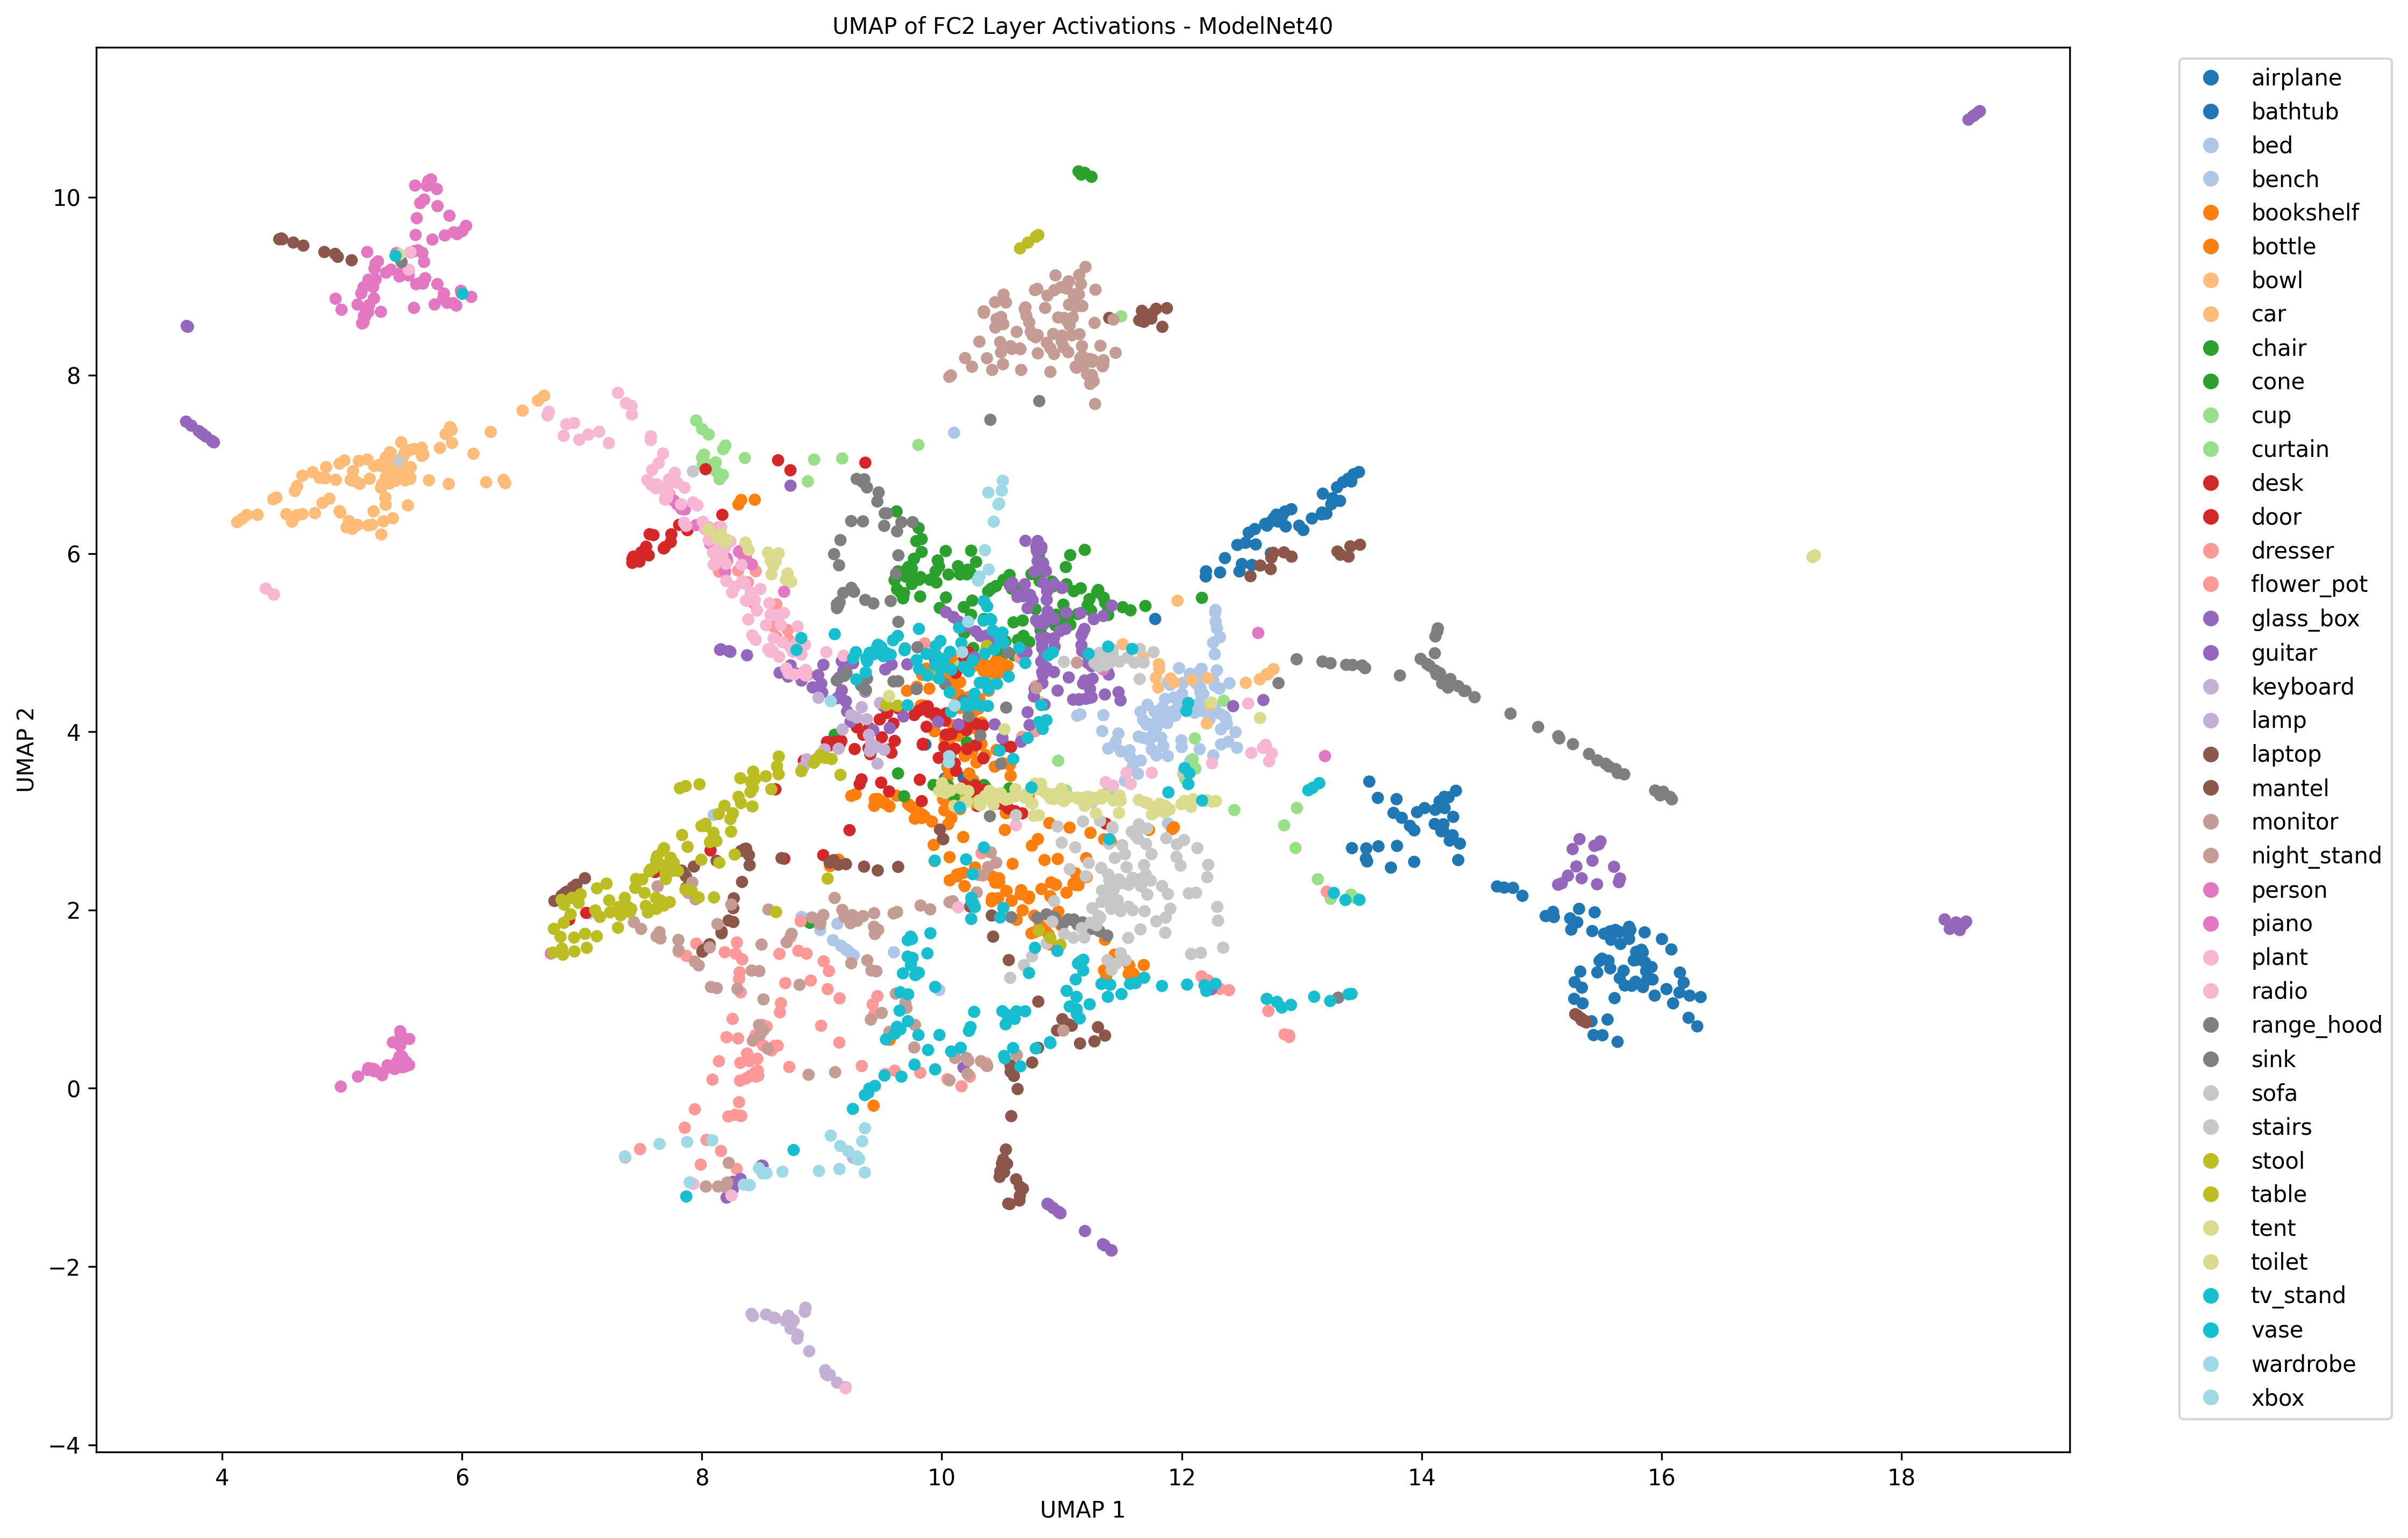 UMAP of FC2 Layer Activations - ModelNet40
10
8
6
4
2
0
−2
−4
UMAP 2
4
6
8
10
12
14
16
18
UMAP 1
airplane
bathtub
bed
bench
bookshelf
bottle
bowl
car
chair
cone
cup
curtain
desk
door
dresser
flower_pot
glass_box
guitar
keyboard
lamp
laptop
mantel
monitor
night_stand
person
piano
plant
radio
range_hood
sink
sofa
stairs
stool
table
tent
toilet
tv_stand
vase
wardrobe
xbox